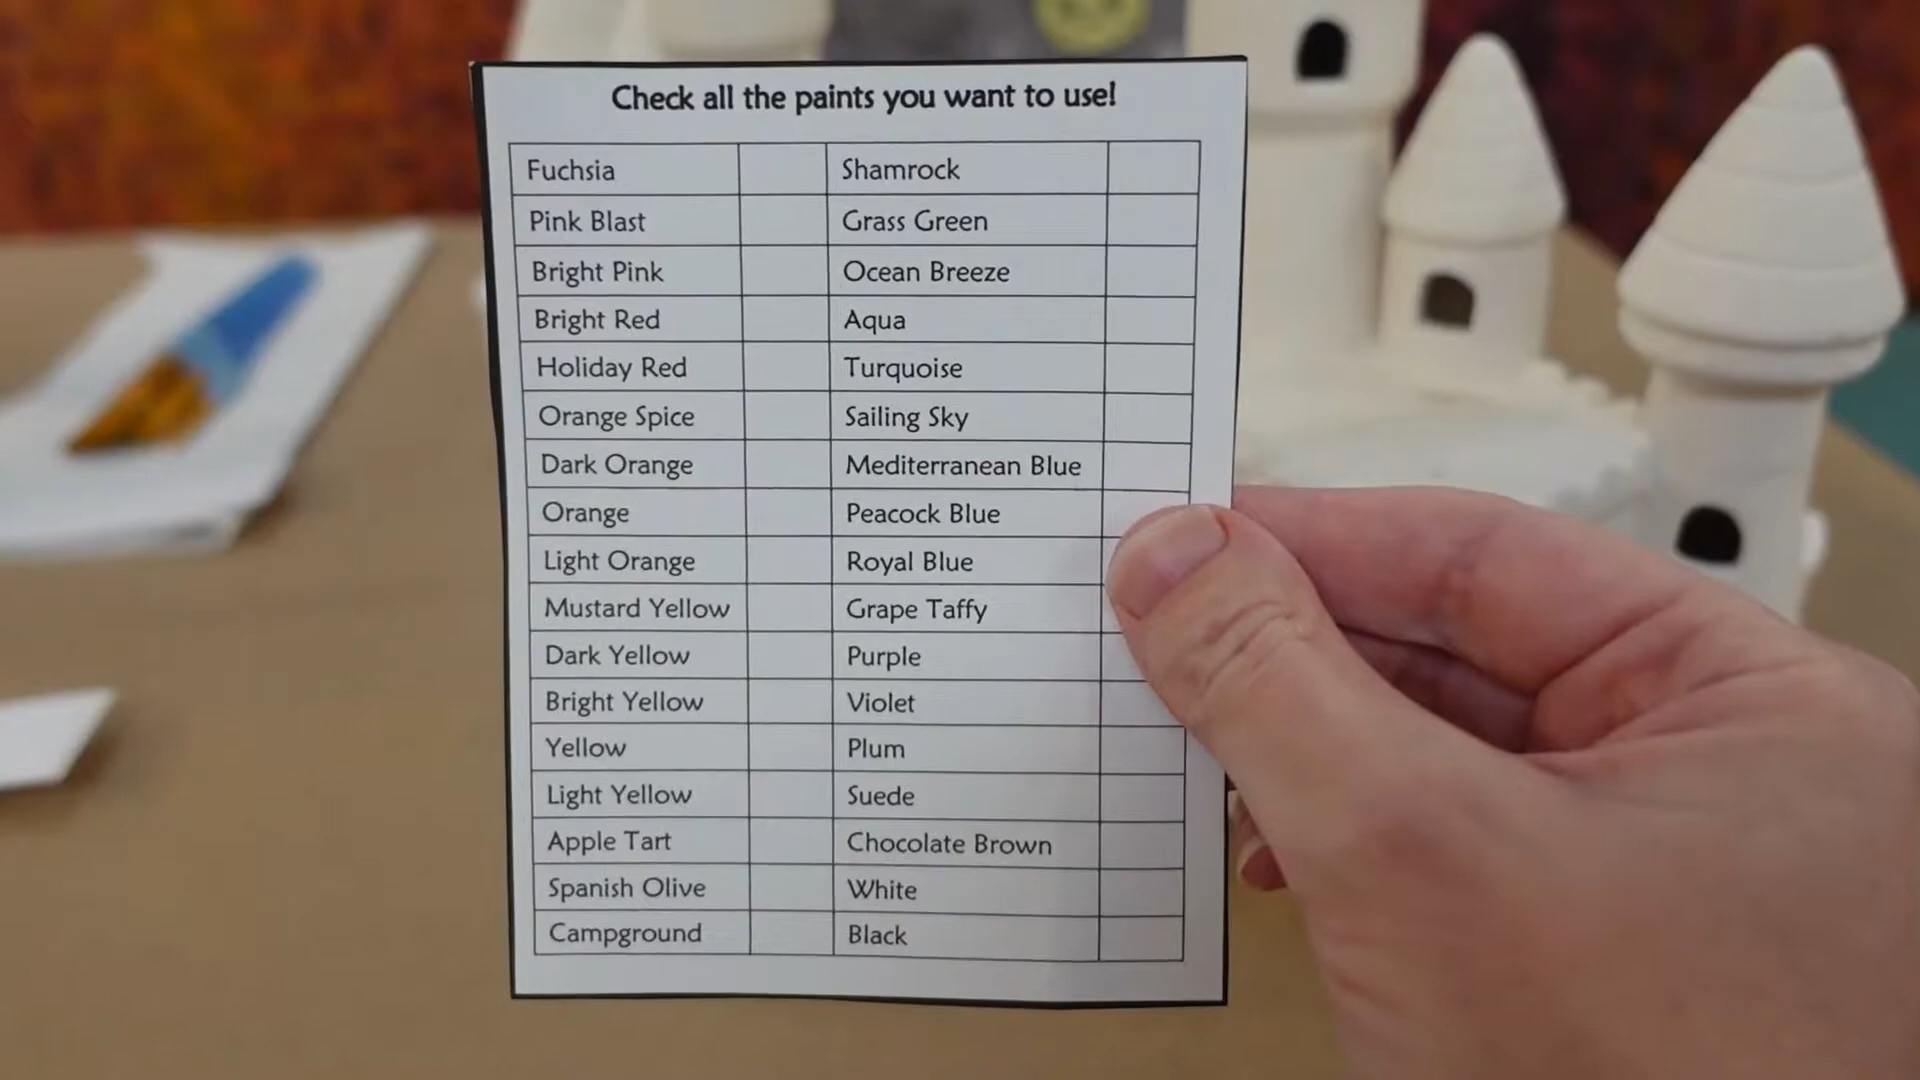 Check all the paints you want to use!
Fuchsia Shamrock
Pink Blast Grass Green
Bright Pink Ocean Breeze
Bright Red Aqua
Holiday Red Turquoise
Orange Spice Sailing Sky
Dark Orange Mediterranean Blue
Orange Peacock Blue
Light Orange Royal Blue
Mustard Yellow Grape Taffy
Dark Yellow Purple
Bright Yellow Violet
Yellow Plum
Light Yellow Suede
Apple Tart Chocolate Brown
Spanish Olive White
Campground Black